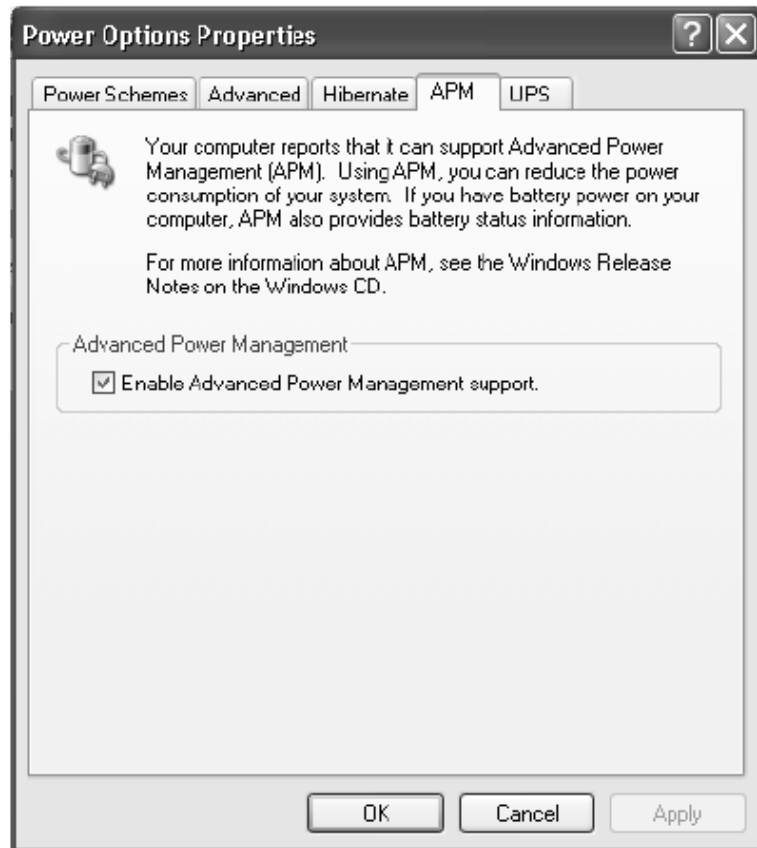 Power Options Properties
Power Schemes Advanced Hibernate APM UPS
Your computer reports that it can support Advanced Power
Management (APM). Using APM, you can reduce the power
consumption of your system. If you have battery power on your
computer, APM also provides battery status information.
For more information about APM, see the Windows Release
Notes on the Windows CD.
Advanced Power Management
Enable Advanced Power Management support.
OK Cancel Apply